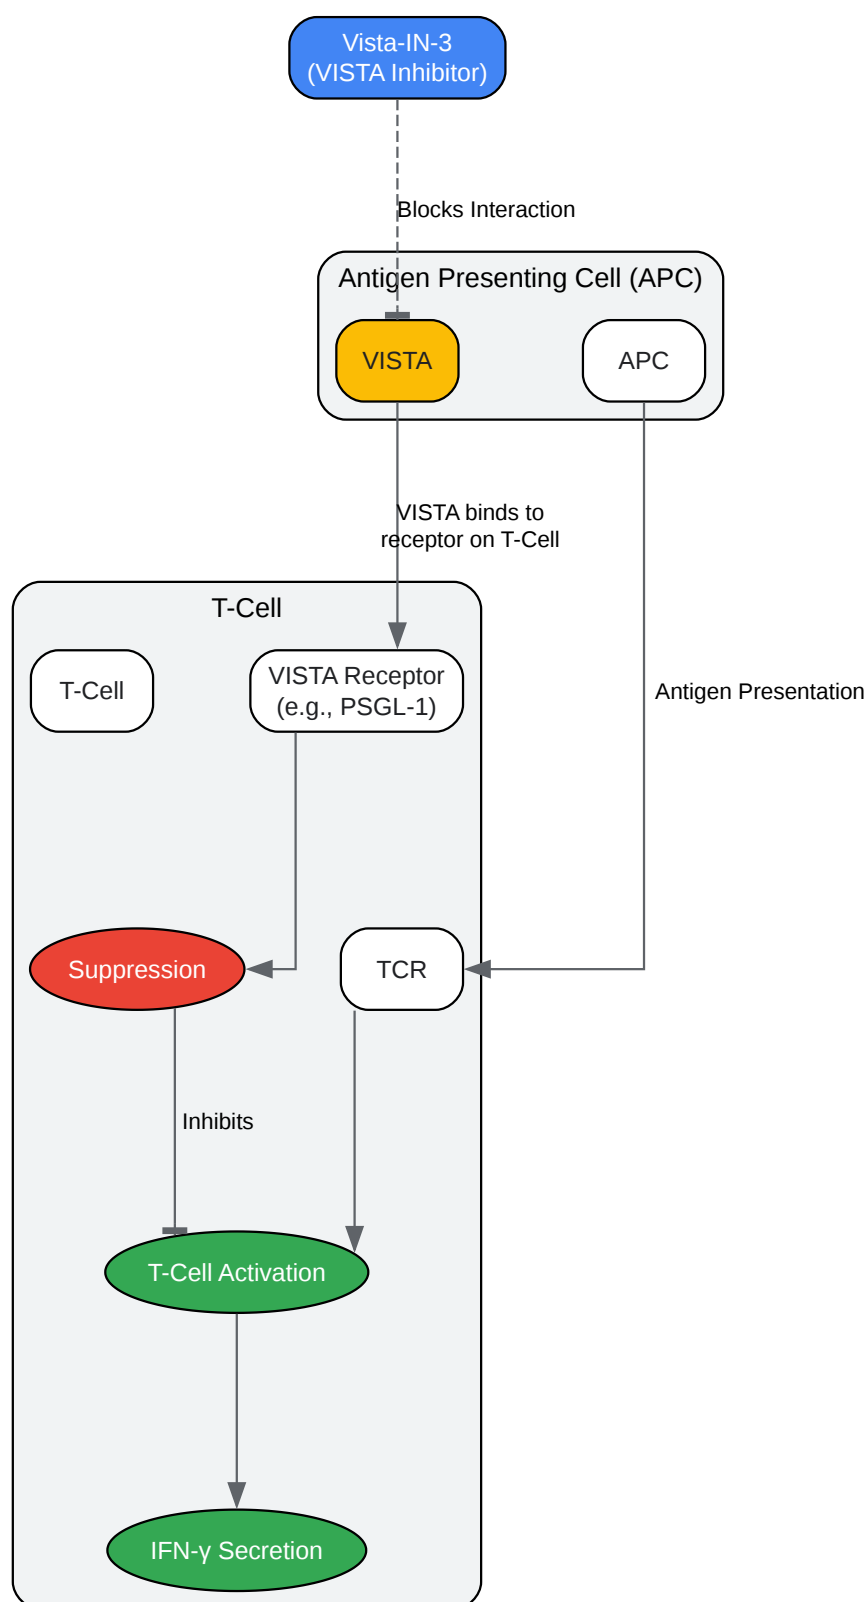 Vista-IN-3
(VISTA Inhibitor)
Blocks Interaction
Antigen Presenting Cell (APC)
VISTA
APC
VISTA binds to
receptor on T-Cell
T-Cell
T-Cell
VISTA Receptor
(e.g., PSGL-1)
Antigen Presentation
Suppression
TCR
Inhibits
T-Cell Activation
IFN-γ Secretion